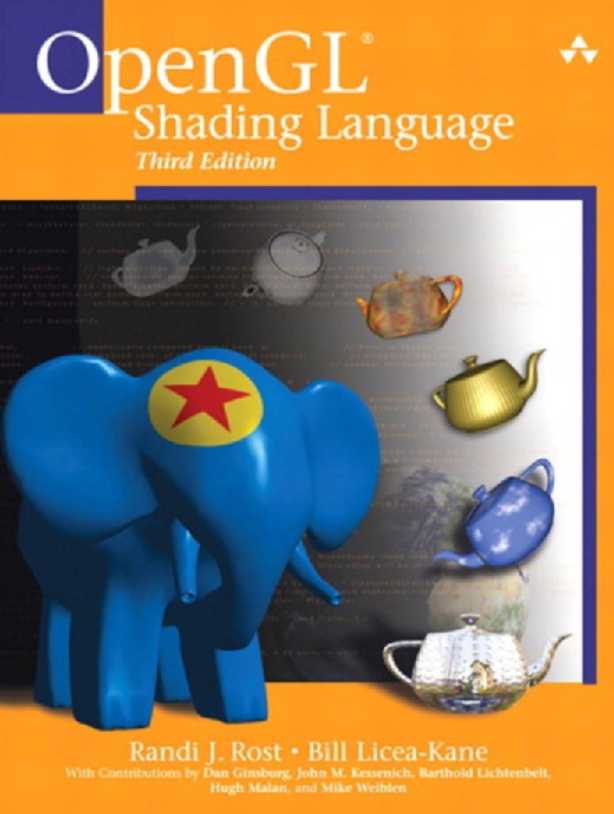 OpenGL®
Shading Language
Third Edition
Randi J. Rost • Bill Licea-Kane
With Contributions by Dan Ginsburg, John M. Kessenich, Barthold Lichtenbelt,
Hugh Malan, and Mike Weiblen